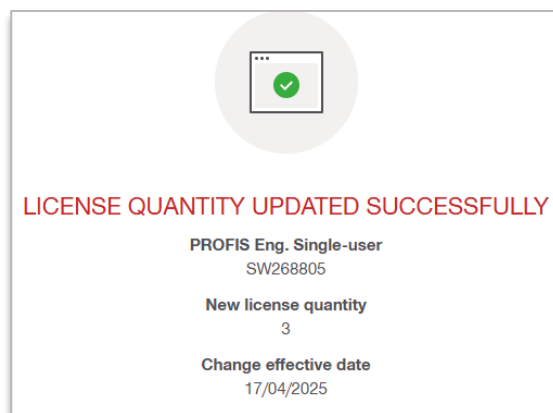 LICENSE QUANTITY UPDATED SUCCESSFULLY
PROFIS Eng. Single-user
SW268805
New license quantity
3
Change effective date
17/04/2025